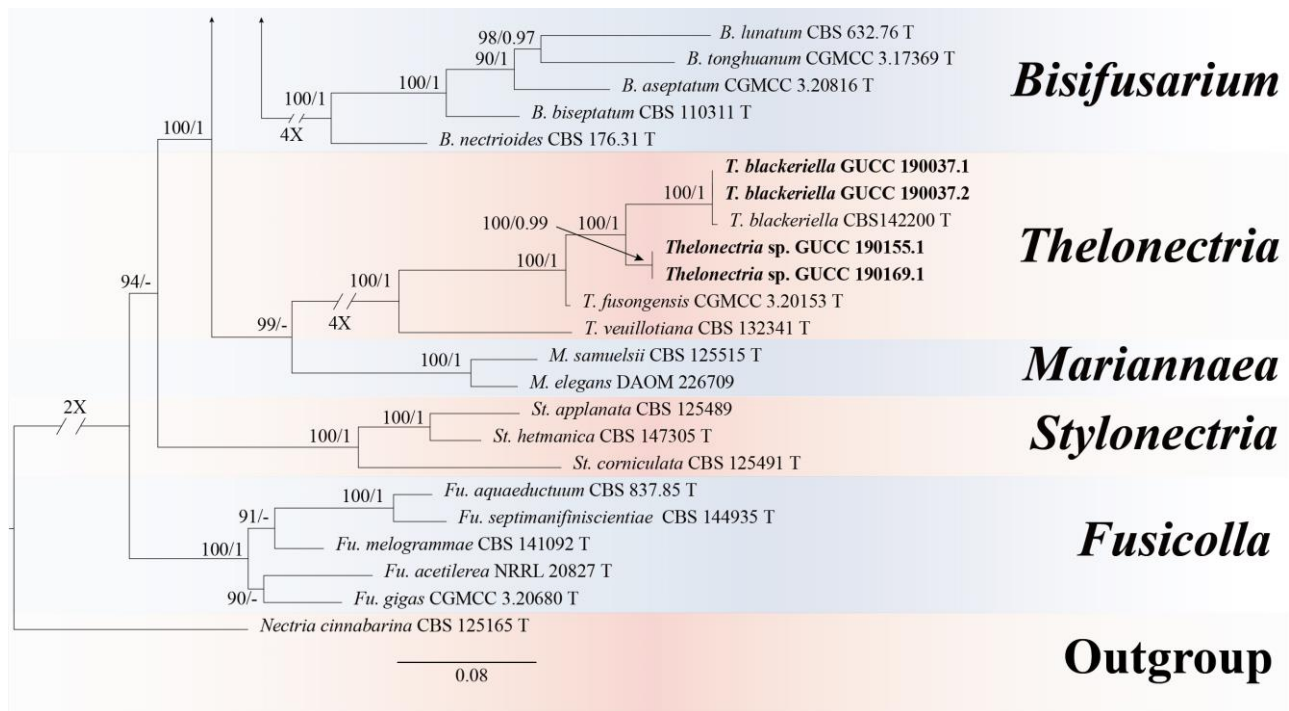 B. lunatum CBS 632.76 T
98/0.97
B. tonghuanum CGMCC 3.17369 T
90/1
B. aseptatum CGMCC 3.20816 T
100/1
B. biseptatum CBS 110311 T
100/1
4X
B. nectrioides CBS 176.31 T
Bisifusarium
100/1
T. blackeriella GUCC 190037.1
T. blackeriella GUCC 190037.2
100/1
T. blackeriella CBS142200 T
100/0.99
100/1
Thelonectria sp. GUCC 190155.1
Thelonectria sp. GUCC 190169.1
100/1
T. fusongensis CGMCC 3.20153 T
100/1
4X
T. veuillotiana CBS 132341 T
Thelonectria
94/-
99/-
M. samuelsii CBS 125515 T
100/1
M. elegans DAOM 226709
Mariannaea
2X
St. applanata CBS 125489
100/1
St. hetmanica CBS 147305 T
100/1
St. corniculata CBS 125491 T
Stylonectria
Fu. aquaeductuum CBS 837.85 T
100/1
Fu. septimanifiniscientiae CBS 144935 T
91/-
Fu. melogrammae CBS 141092 T
100/1
Fu. acetilerea NRRL 20827 T
90/-
Fu. gigas CGMCC 3.20680 T
Fusicolla
Nectria cinnabarina CBS 125165 T
Outgroup
0.08